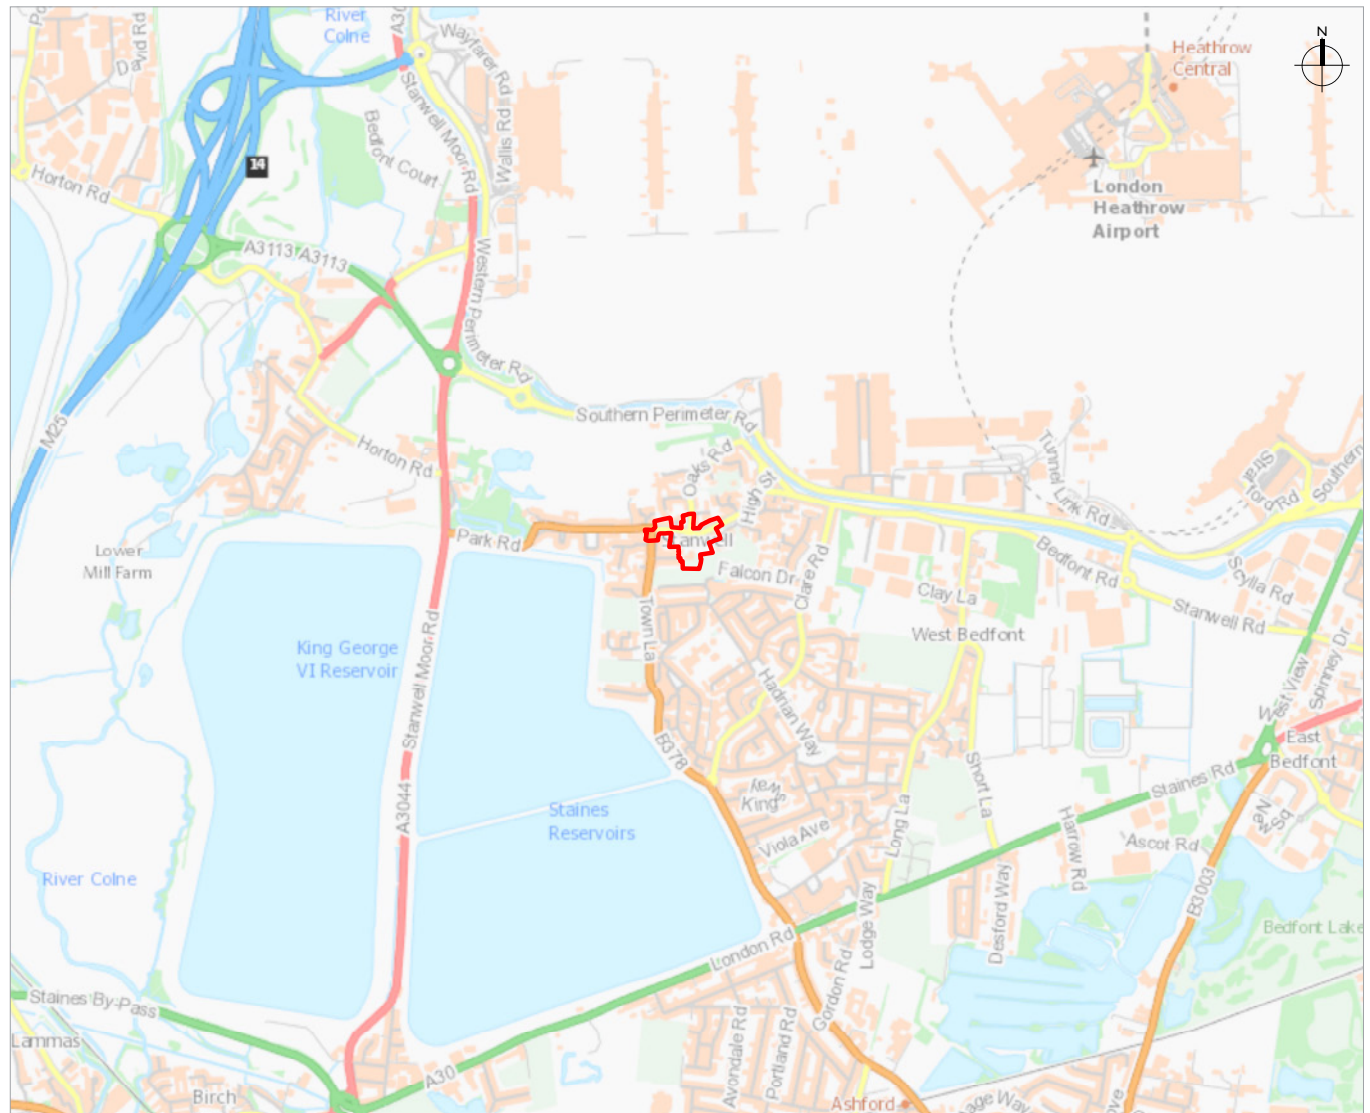 River
Colne
A30
Wayfarer Rd
David Rd
Stanwell Moor Rd
Wallis Rd
N
Heathrow
Central
Bedfont Court
14
Horton Rd
London
Heathrow
Airport
A3113
A3113
Western Perimeter Rd
M25
Southern Perimeter Rd
Horton Rd
Oaks Rd
High St
Tunnel Link Rd
Stratford Rd
Southern
Park Rd
Stanwell
Lower
Mill Farm
Falcon Dr
Clare Rd
Bedfont Rd
Scylla Rd
Clay La
Stanwell Rd
Town La
West Bedfont
King George
VI Reservoir
Stanwell Moor Rd
A3044
Hadrian Way
Spinney Dr
West View
East
Bedfont
B378
Short La
Staines Rd
Kings Way
Staines
Reservoirs
Viola Ave
Long La
Harrow Rd
Ascot Rd
New
River Colne
B3003
Lodge Way
Desford Way
Bedfont Lake
London Rd
Gordon Rd
Staines By-Pass
Lammas
Avondale Rd
Portland Rd
A30
Birch
Ashford